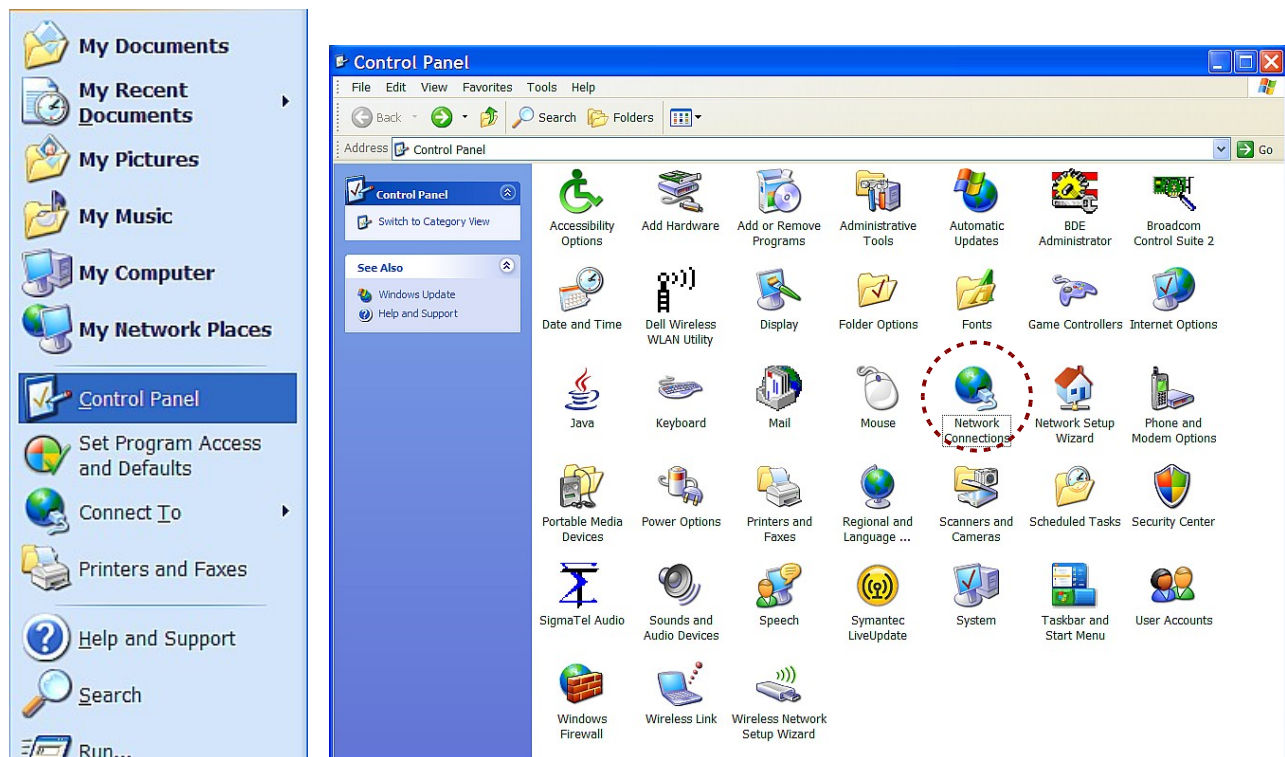 My Documents
My Recent
Documents
My Pictures
My Music
My Computer
My Network Places
Control Panel
Set Program Access
and Defaults
Connect To
Printers and Faxes
Help and Support
Search
Run...
Control Panel
File Edit View Favorites Tools Help
Back Search Folders
Address Control Panel Go
Control Panel
Switch to Category View
See Also
Windows Update
Help and Support
Accessibility
Options
Add Hardware
Add or Remove
Programs
Administrative
Tools
Automatic
Updates
BDE
Administrator
Broadcom
Control Suite 2
Date and Time
Dell Wireless
WLAN Utility
Display
Folder Options
Fonts
Game Controllers
Internet Options
Java
Keyboard
Mail
Mouse
Network
Connections
Network Setup
Wizard
Phone and
Modem Options
Portable Media
Devices
Power Options
Printers and
Faxes
Regional and
Language ...
Scanners and
Cameras
Scheduled Tasks
Security Center
SigmaTel Audio
Sounds and
Audio Devices
Speech
Symantec
LiveUpdate
System
Taskbar and
Start Menu
User Accounts
Windows
Firewall
Wireless Link
Wireless Network
Setup Wizard